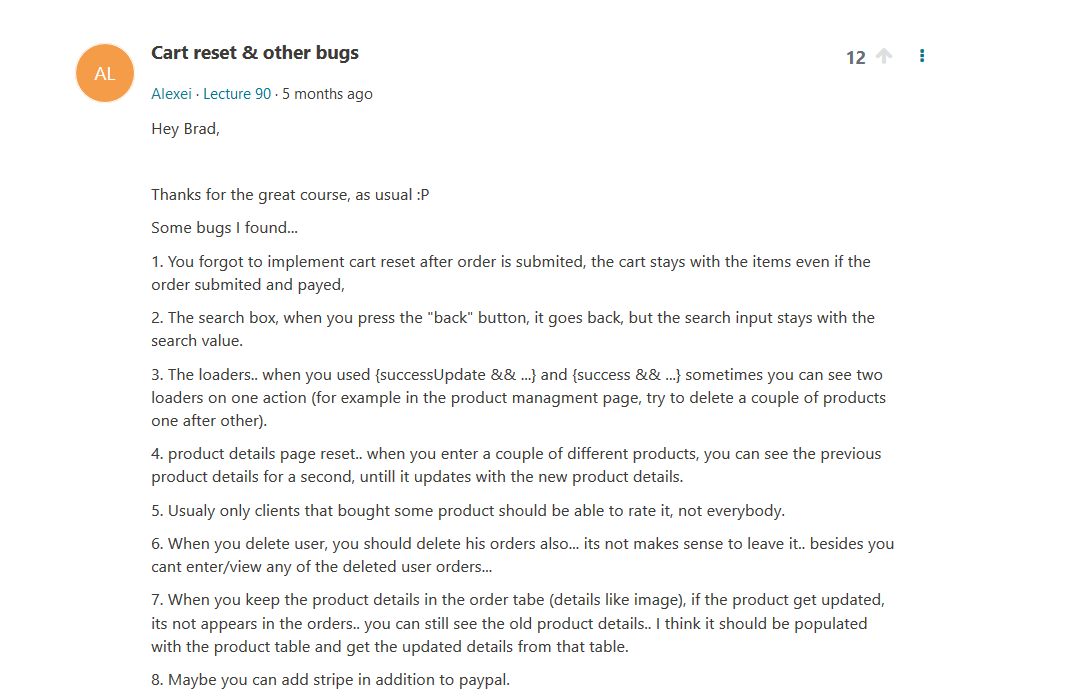 Cart reset & other bugs
12
AL
Alexei · Lecture 90 · 5 months ago
Hey Brad,
Thanks for the great course, as usual :P
Some bugs I found...
1. You forgot to implement cart reset after order is submited, the cart stays with the items even if the
order submited and payed,
2. The search box, when you press the "back" button, it goes back, but the search input stays with the
search value.
3. The loaders.. when you used {successUpdate && ...} and {success && ...} sometimes you can see two
loaders on one action (for example in the product managment page, try to delete a couple of products
one after other).
4. product details page reset.. when you enter a couple of different products, you can see the previous
product details for a second, untill it updates with the new product details.
5. Usualy only clients that bought some product should be able to rate it, not everybody.
6. When you delete user, you should delete his orders also... its not makes sense to leave it.. besides you
cant enter/view any of the deleted user orders...
7. When you keep the product details in the order tabe (details like image), if the product get updated,
its not appears in the orders.. you can still see the old product details.. I think it should be populated
with the product table and get the updated details from that table.
8. Maybe you can add stripe in addition to paypal.